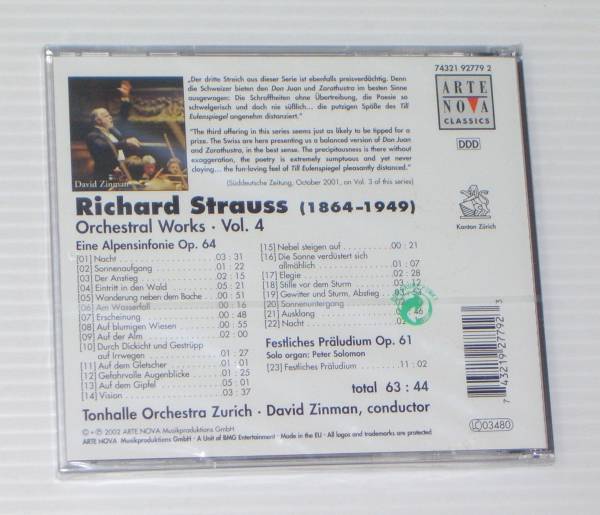 74321 92779 2
„Der dritte Streich aus dieser Serie ist ebenfalls preisverdächtig. Denn
die Schweizer bieten den Don Juan und Zarathustra im besten Sinne
ausgewogen: Die Schroffheiten ohne Übertreibung, die Poesie so
schwelgerisch und doch nie süßlich... die putzigen Späße des Till
Eulenspiegel angenehm distanziert."
"The third offering in this series seems just as likely to be tipped for a
prize. The Swiss are here presenting us a balanced version of Don Juan
and Zarathustra, in the best sense. The precipitousness is there without
exaggeration, the poetry is extremely sumptuous and yet never
cloying... the fun-loving feel of Till Eulenspiegel pleasantly distanced."
(Süddeutsche Zeitung, October 2001, on Vol. 3 of this series)
David Zinman
ARTE
NOVA
CLASSICS
DDD
Kanton Zürich
Richard Strauss (1864–1949)
Orchestral Works · Vol. 4
Eine Alpensinfonie Op. 64
[01] Nacht 03 : 31
[02] Sonnenaufgang 01 : 22
[03] Der Anstieg 02 : 15
[04] Eintritt in den Wald 05 : 21
[05] Wanderung neben dem Bache 00 : 51
[06] Am Wasserfall 00 : 16
[07] Erscheinung 00 : 48
[08] Auf blumigen Wiesen 00 : 55
[09] Auf der Alm 02 : 00
[10] Durch Dickicht und Gestrüpp
auf Irrwegen 01 : 27
[11] Auf dem Gletscher 01 : 01
[12] Gefahrvolle Augenblicke 01 : 25
[13] Auf dem Gipfel 05 : 01
[14] Vision 03 : 37
[15] Nebel steigen auf 00 : 21
[16] Die Sonne verdüstert sich
allmählich 01 : 07
[17] Elegie 02 : 28
[18] Stille vor dem Sturm 03 : 12
[19] Gewitter und Sturm, Abstieg
[20] Sonnenuntergang
[21] Ausklang 46
[22] Nacht 02
Festliches Präludium Op. 61
Solo organ: Peter Solomon
[23] Festliches Präludium 11 : 02
total 63 : 44
7 43219 27792 3
Tonhalle Orchestra Zurich · David Zinman, conductor
© + ℗ 2002 ARTE NOVA Musikproduktions GmbH
ARTE NOVA Musikproduktions GmbH · A Unit of BMG Entertainment · Made in the EU · All logos and trademarks are protected
LC 03480